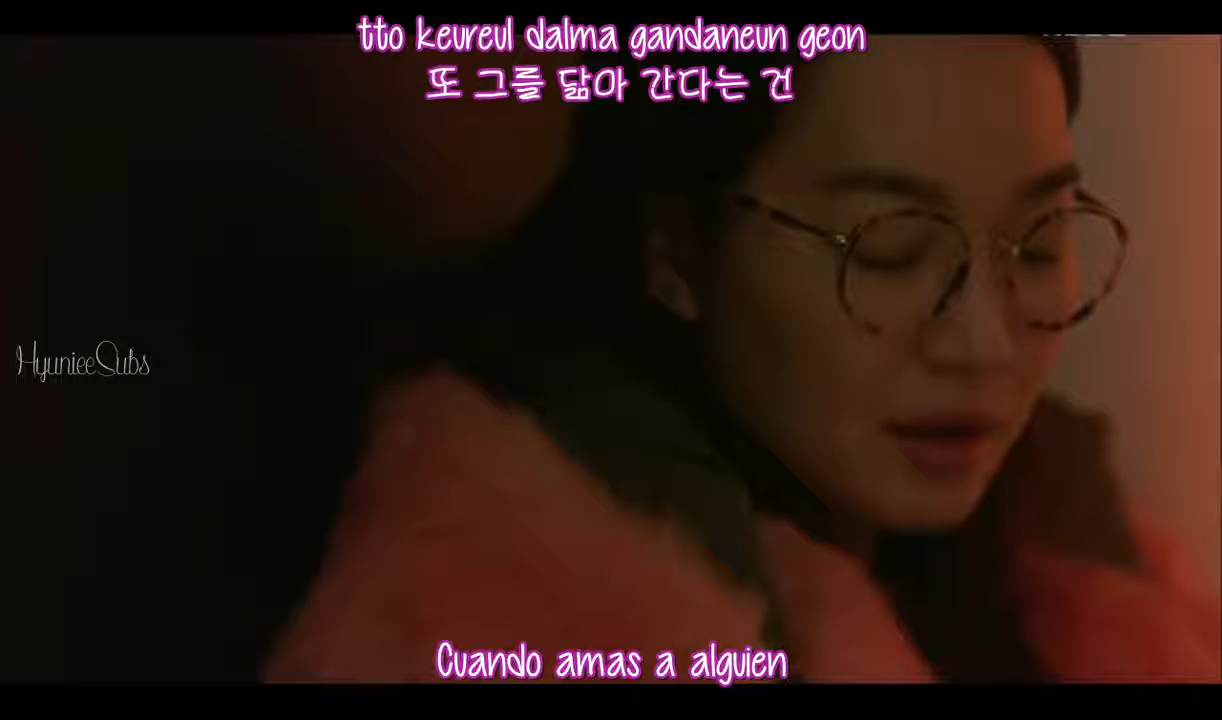 tto keureul dalma gandaneun geon
또 그를 닮아 간다는 건
HyunieeSubs
Cuando amas a alguien